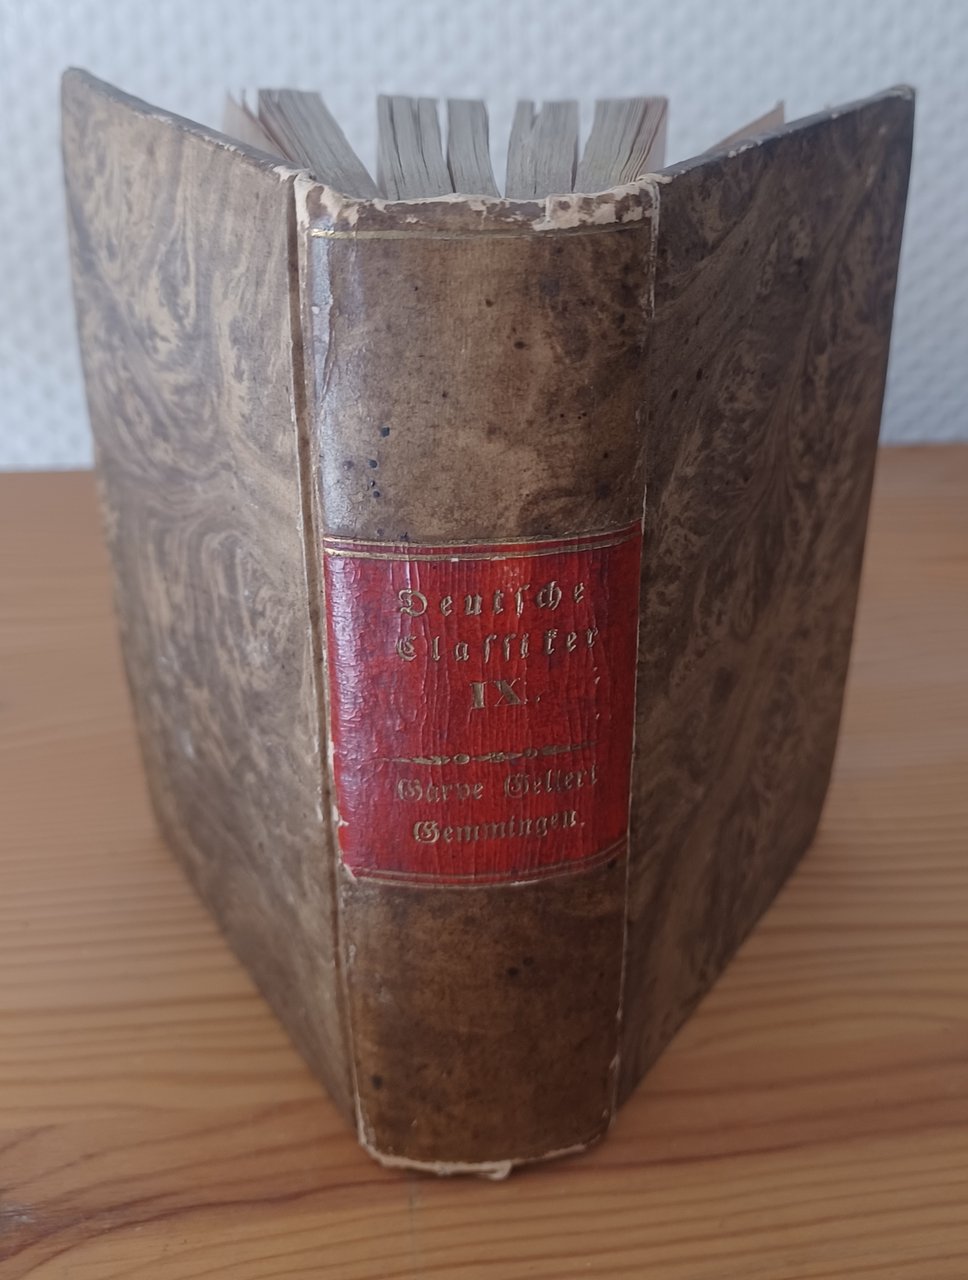 Deutſche
Claſſiker
IX.
Garve Gellert
Gemmingen.